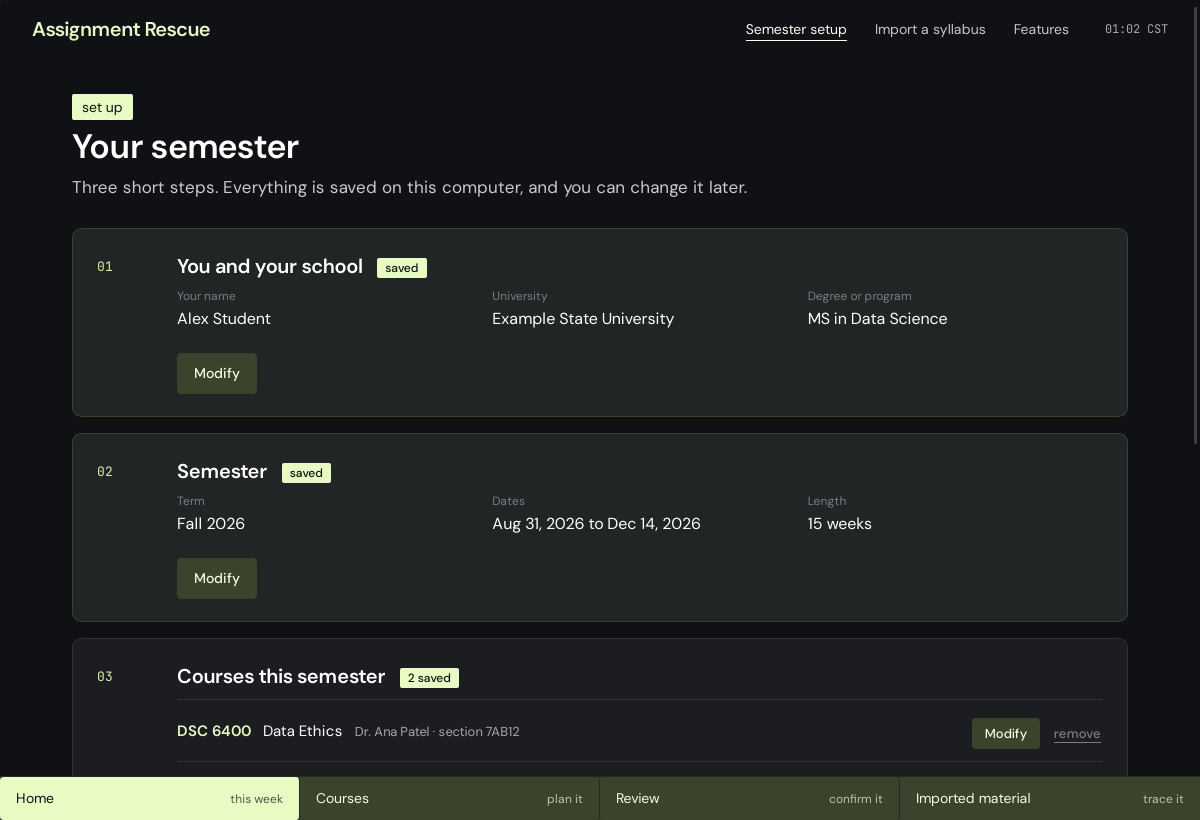 Assignment Rescue
Semester setup
Import a syllabus
Features
01:02 CST
set up
Your semester
Three short steps. Everything is saved on this computer, and you can change it later.
01
You and your school
saved
Your name
University
Degree or program
Alex Student
Example State University
MS in Data Science
Modify
02
Semester
saved
Term
Dates
Length
Fall 2026
Aug 31, 2026 to Dec 14, 2026
15 weeks
Modify
03
Courses this semester
2 saved
DSC 6400 Data Ethics Dr. Ana Patel · section 7AB12
Modify
remove
Home this week
Courses plan it
Review confirm it
Imported material trace it